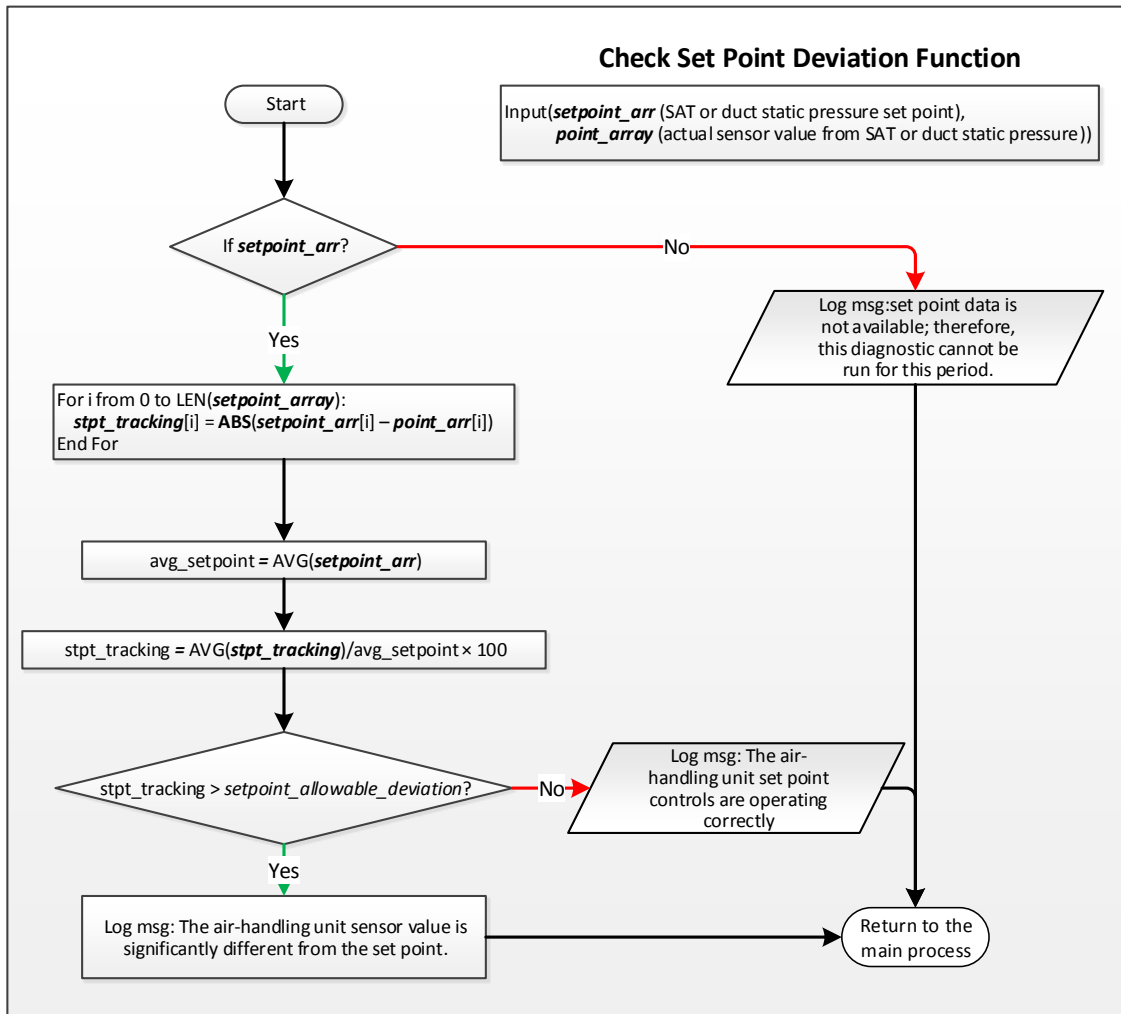 Check Set Point Deviation Function
Start
Input(setpoint_arr (SAT or duct static pressure set point),
point_array (actual sensor value from SAT or duct static pressure))
If setpoint_arr?
No
Log msg:set point data is
not available; therefore,
this diagnostic cannot be
run for this period.
Yes
For i from 0 to LEN(setpoint_array):
stpt_tracking[i] = ABS(setpoint_arr[i] – point_arr[i])
End For
avg_setpoint = AVG(setpoint_arr)
stpt_tracking = AVG(stpt_tracking)/avg_setpoint × 100
stpt_tracking > setpoint_allowable_deviation?
No
Log msg: The air-
handling unit set point
controls are operating
correctly
Yes
Log msg: The air-handling unit sensor value is
significantly different from the set point.
Return to the
main process